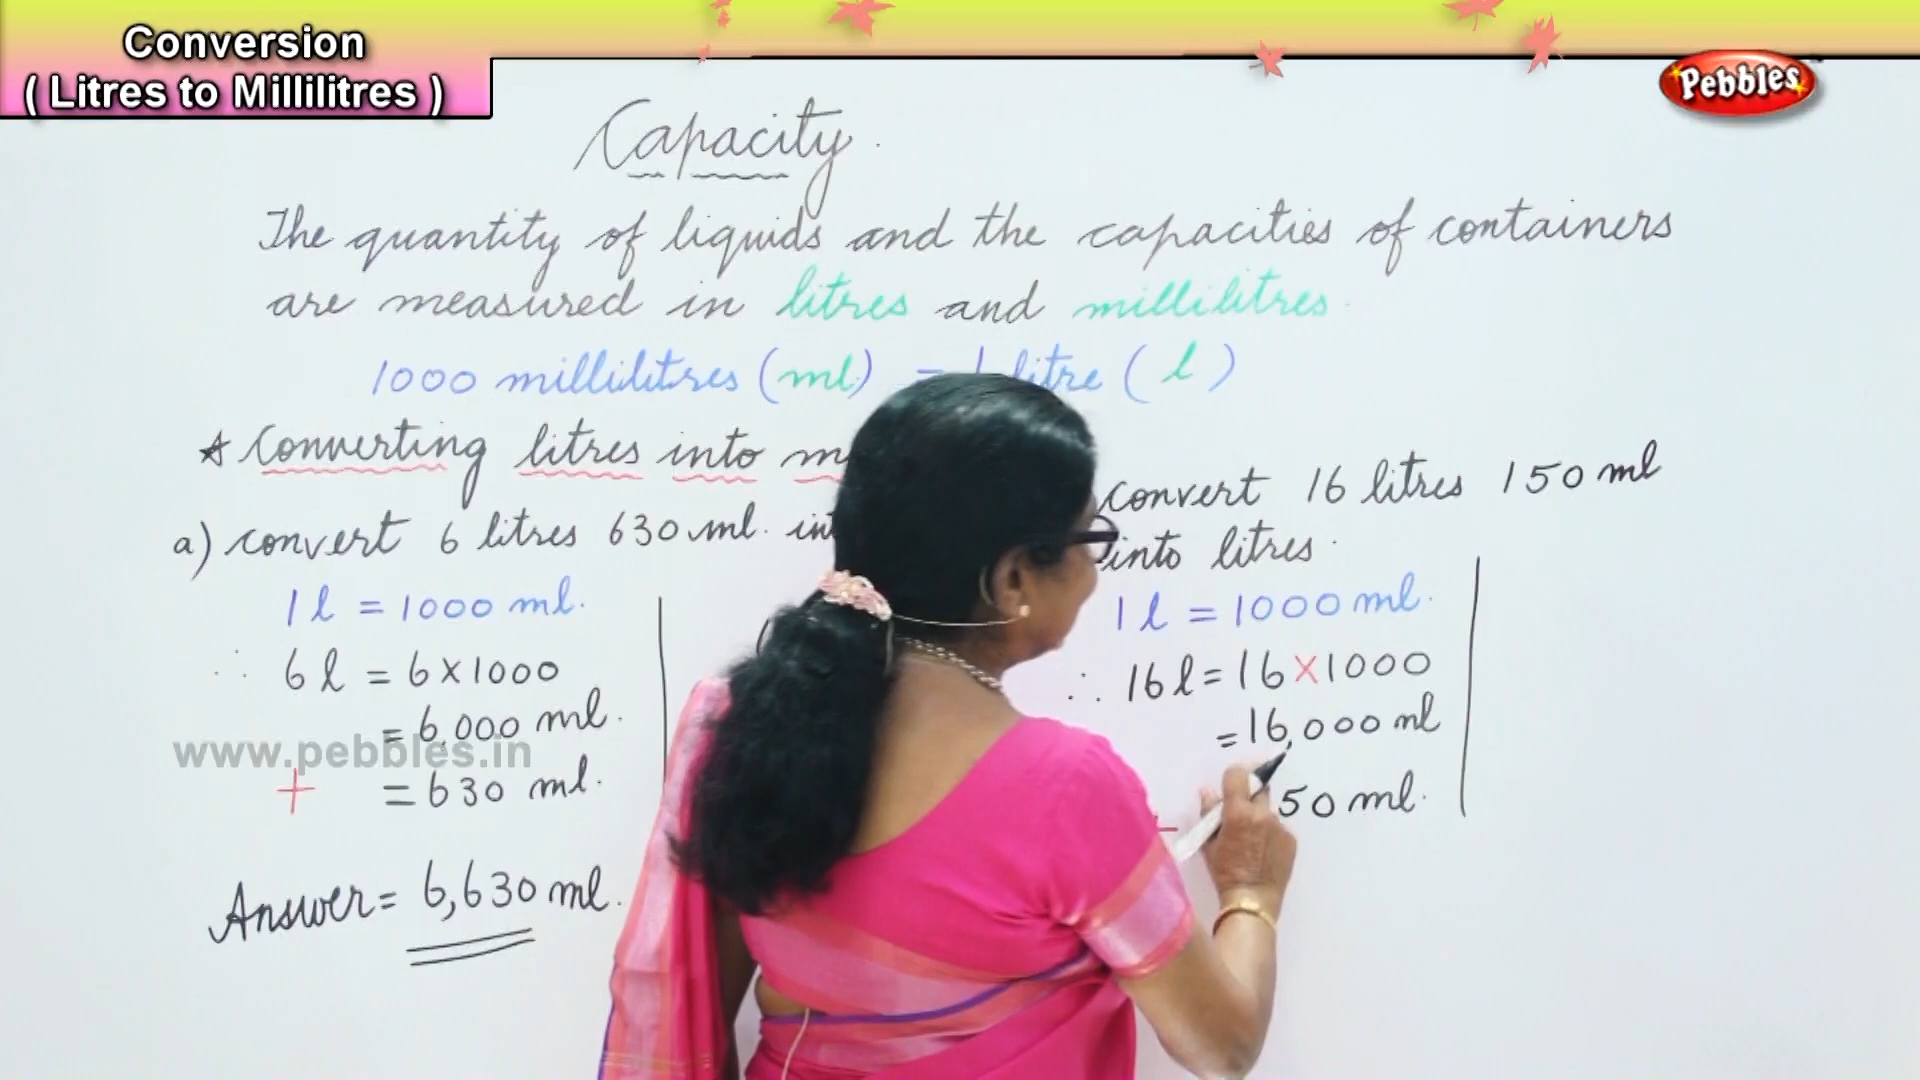 Conversion
( Litres to Millilitres )
Pebbles
Capacity.
The quantity of liquids and the capacities of containers
are measured in litres and millilitres.
1000 millilitres (ml) = 1 litre ( l )
* Converting litres into
a) convert 6 litres 630 ml. int
1 l = 1000 ml.
∴ 6 l = 6 x 1000
= 6,000 ml.
+ = 630 ml.
Answer = 6,630 ml.
convert 16 litres 150 ml
into litres.
1 l = 1000 ml.
∴ 16 l = 16 x 1000
= 16,000 ml
50 ml.
www.pebbles.in